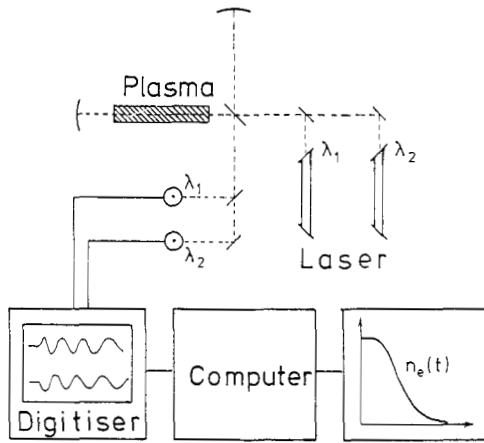 Plasma
λ1
λ2
λ1
λ2
Laser
Digitiser
Computer
ne(t)